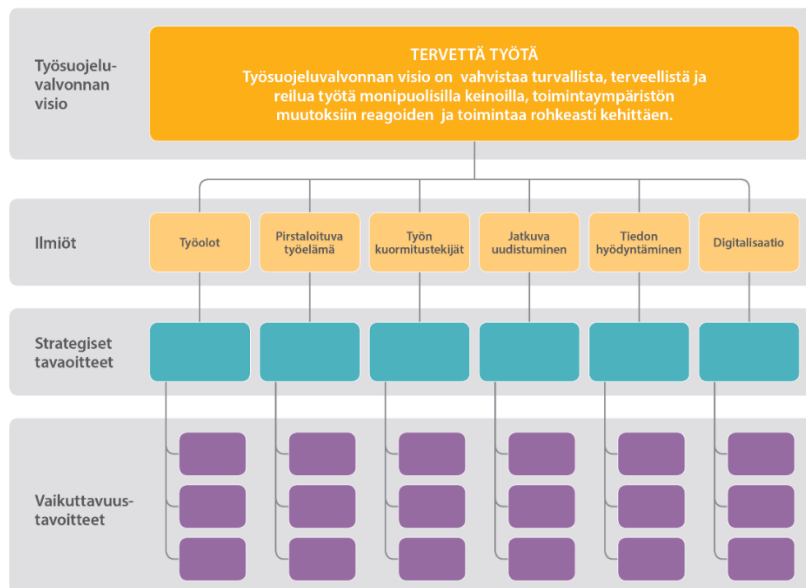 Työsuojelu-
valvonnan
visio
TERVETTÄ TYÖTÄ
Työsuojeluvalvonnan visio on vahvistaa turvallista, terveellistä ja
reilua työtä monipuolisilla keinoilla, toimintaympäristön
muutoksiin reagoiden ja toimintaa rohkeasti kehittäen.
Ilmiöt
Työolot
Pirstaloituva
työelämä
Työn
kuormitustekijät
Jatkuva
uudistuminen
Tiedon
hyödyntäminen
Digitalisaatio
Strategiset
tavaoitteet
Vaikuttavuus-
tavoitteet